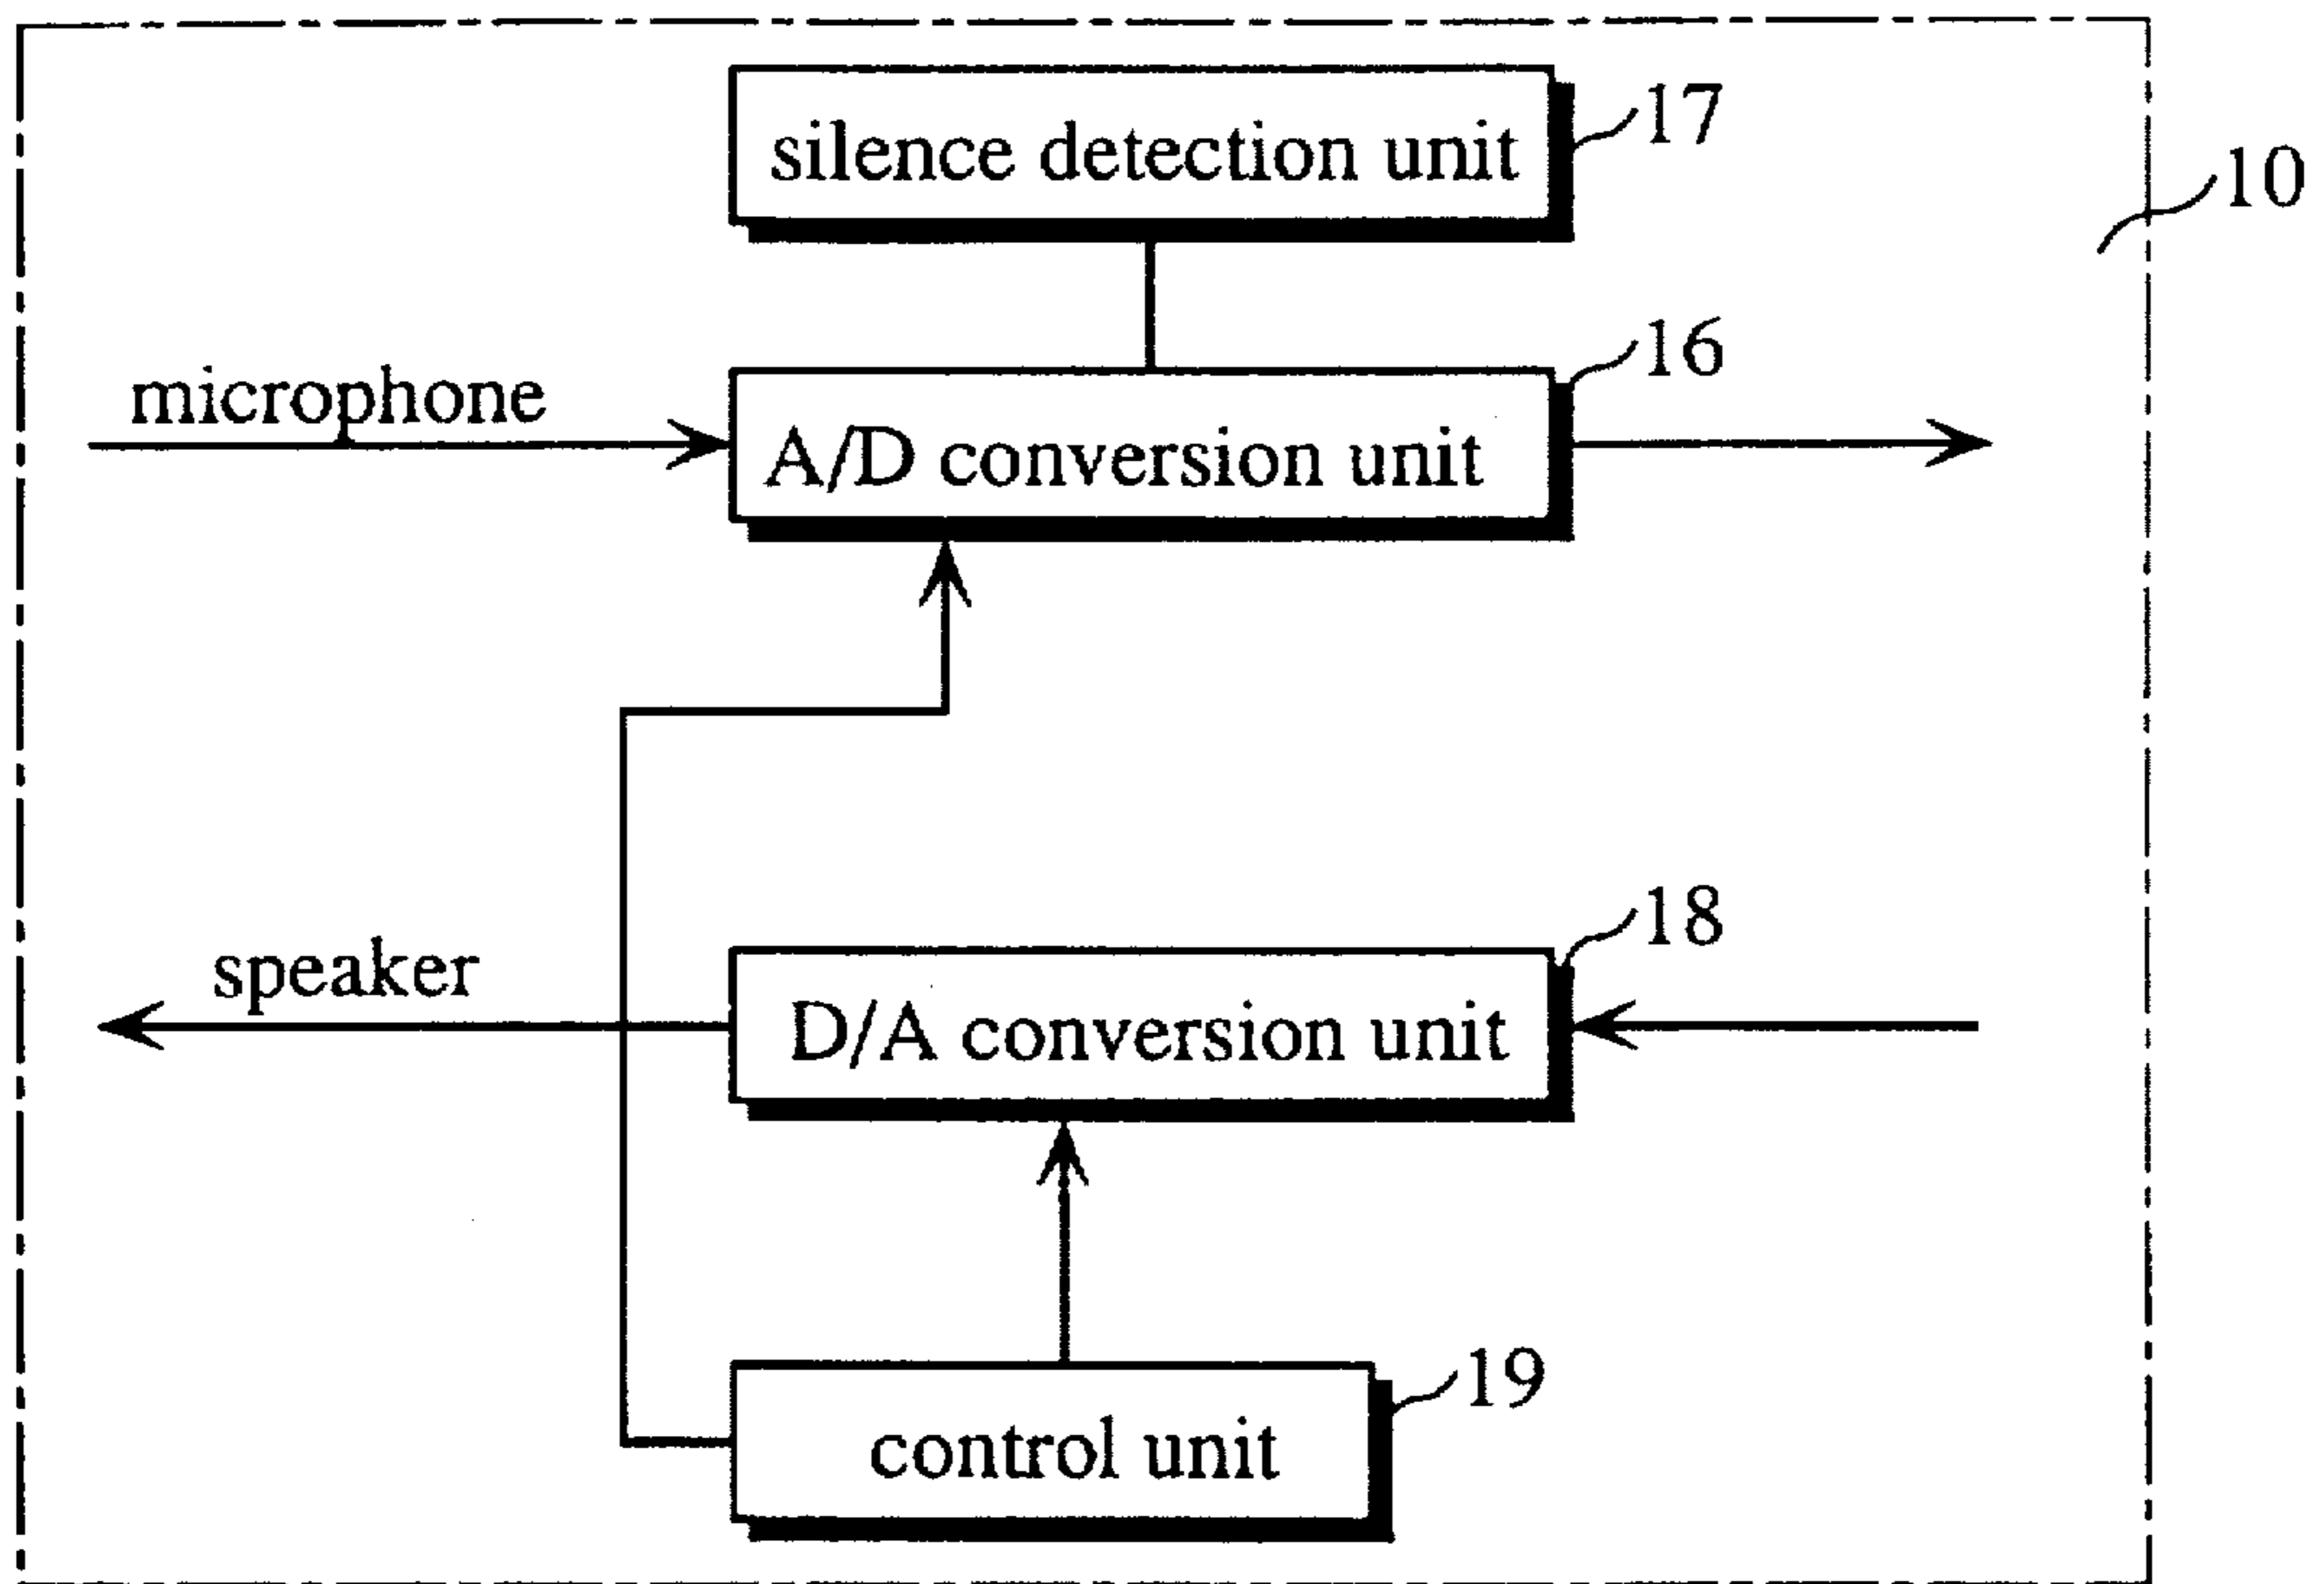 silence detection unit
17
10
microphone
A/D conversion unit
16
speaker
D/A conversion unit
18
control unit
19